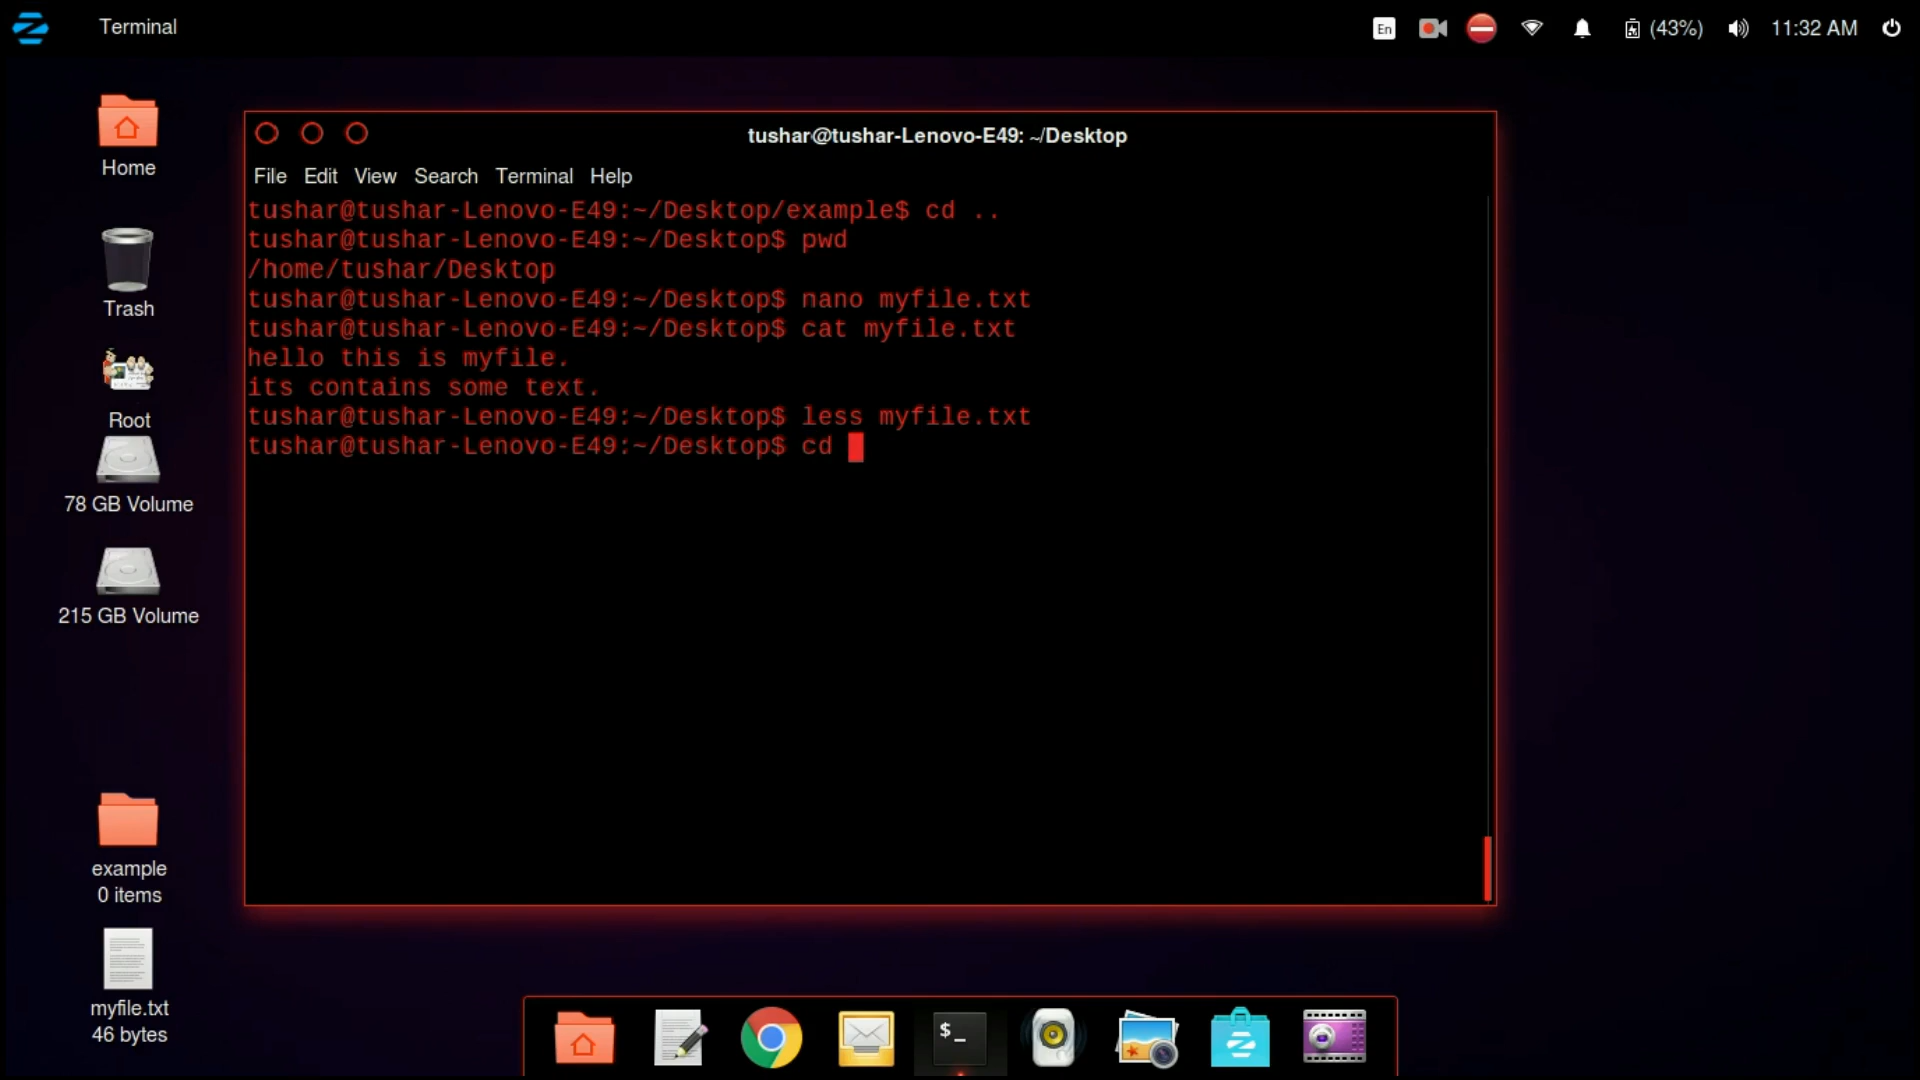 Terminal
En
(43%)
11:32 AM
Home
Trash
Root
78 GB Volume
215 GB Volume
example
0 items
myfile.txt
46 bytes
tushar@tushar-Lenovo-E49: ~/Desktop
File Edit View Search Terminal Help
tushar@tushar-Lenovo-E49:~/Desktop/example$ cd ..
tushar@tushar-Lenovo-E49:~/Desktop$ pwd
/home/tushar/Desktop
tushar@tushar-Lenovo-E49:~/Desktop$ nano myfile.txt
tushar@tushar-Lenovo-E49:~/Desktop$ cat myfile.txt
hello this is myfile.
its contains some text.
tushar@tushar-Lenovo-E49:~/Desktop$ less myfile.txt
tushar@tushar-Lenovo-E49:~/Desktop$ cd
$_